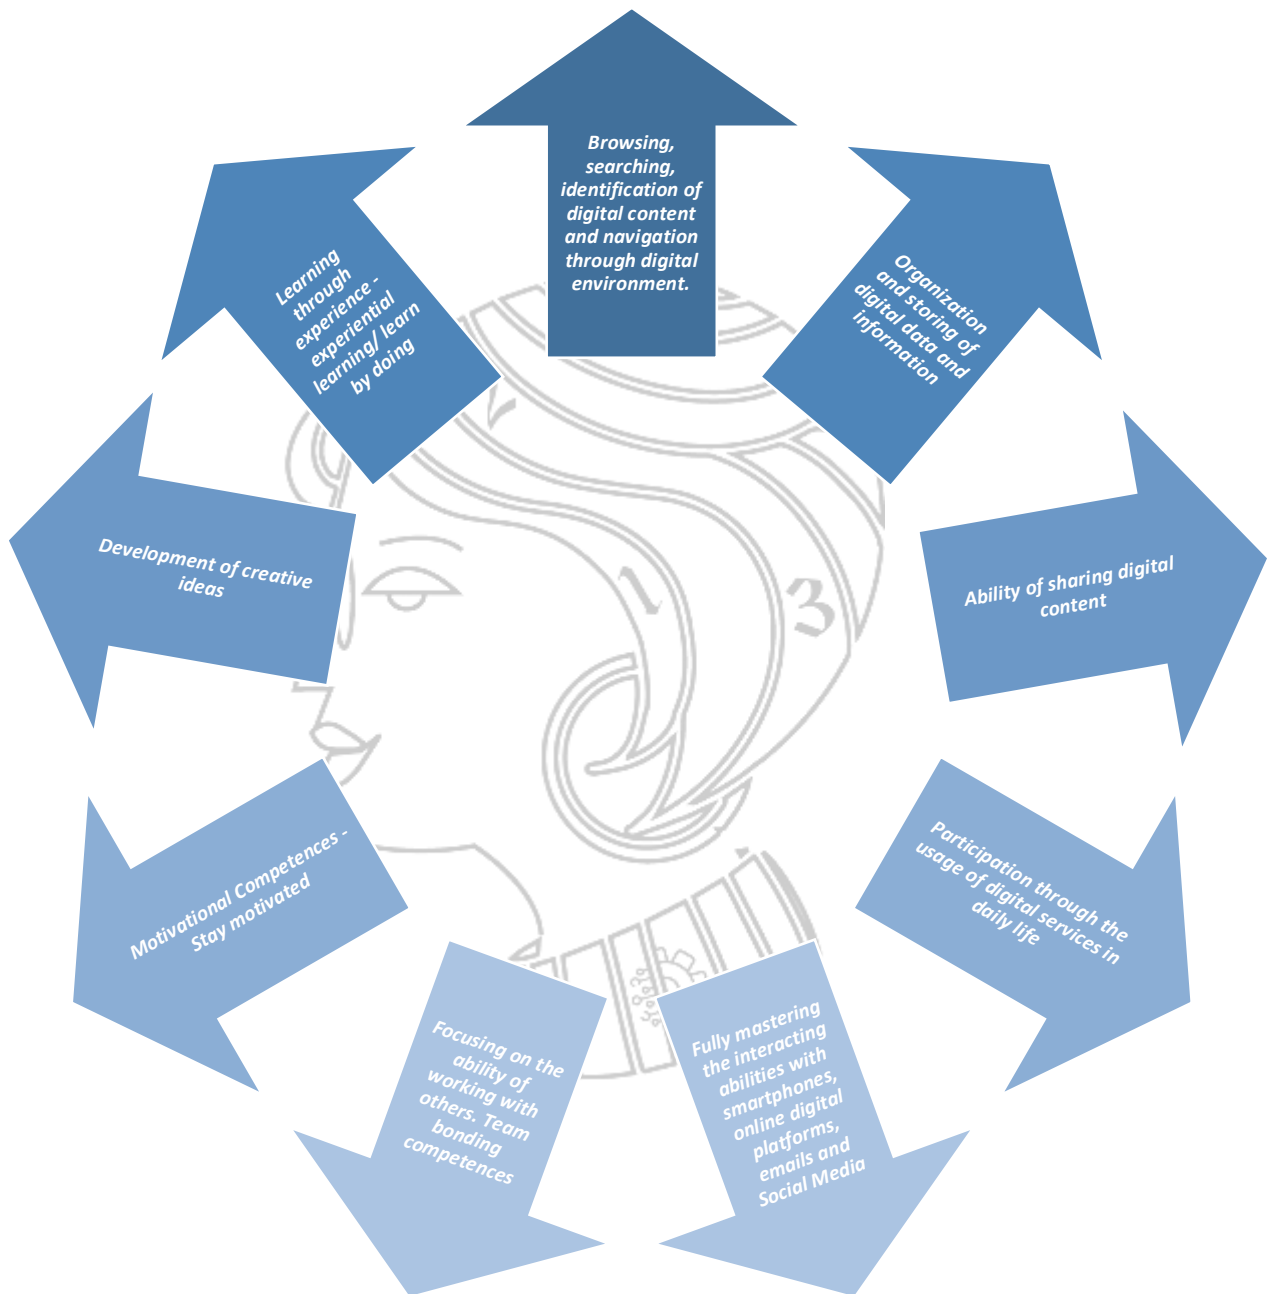 Browsing,
searching,
identification of
digital content
and navigation
through digital
environment.
Organization
and storing of
digital data and
information
Ability of sharing digital
content
Participation through the
usage of digital services in
daily life
Fully mastering
the interacting
abilities with
smartphones,
online digital
platforms,
emails and
Social Media
Focusing on the
ability of
working with
others. Team
bonding
competences
Motivational Competences -
Stay motivated
Development of creative
ideas
Learning
through
experience -
experiential
learning/ learn
by doing
1
3